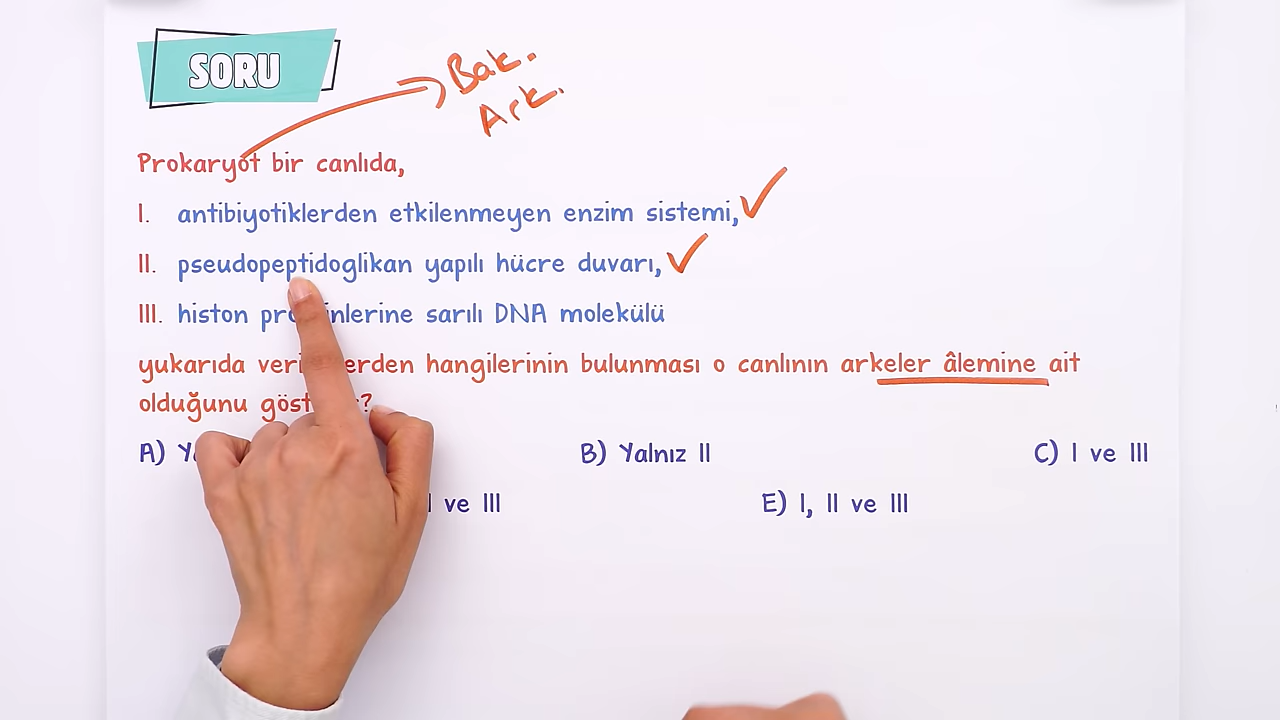 SORU
Bak.
Ark.
Prokaryot bir canlıda,
I. antibiyotiklerden etkilenmeyen enzim sistemi,
II. pseudopeptidoglikan yapılı hücre duvarı,
III. histon pr inlerine sarılı DNA molekülü
yukarıda veri lerden hangilerinin bulunması o canlının arkeler âlemine ait
olduğunu göst ?
A) Ya B) Yalnız II C) I ve III
I ve III E) I, II ve III